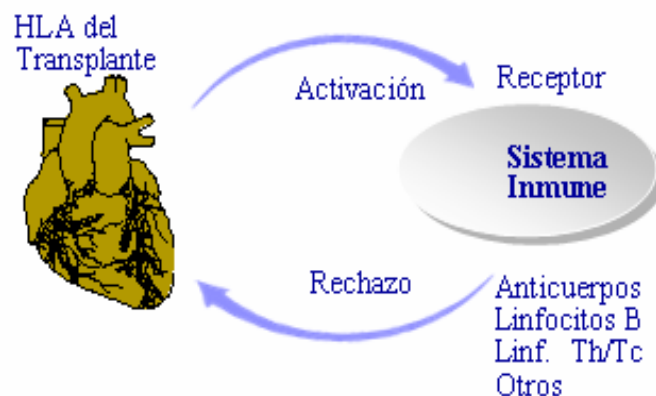 HLA del
Transplante
Activación
Receptor
Sistema
Inmune
Rechazo
Anticuerpos
Linfocitos B
Linf. Th/Tc
Otros